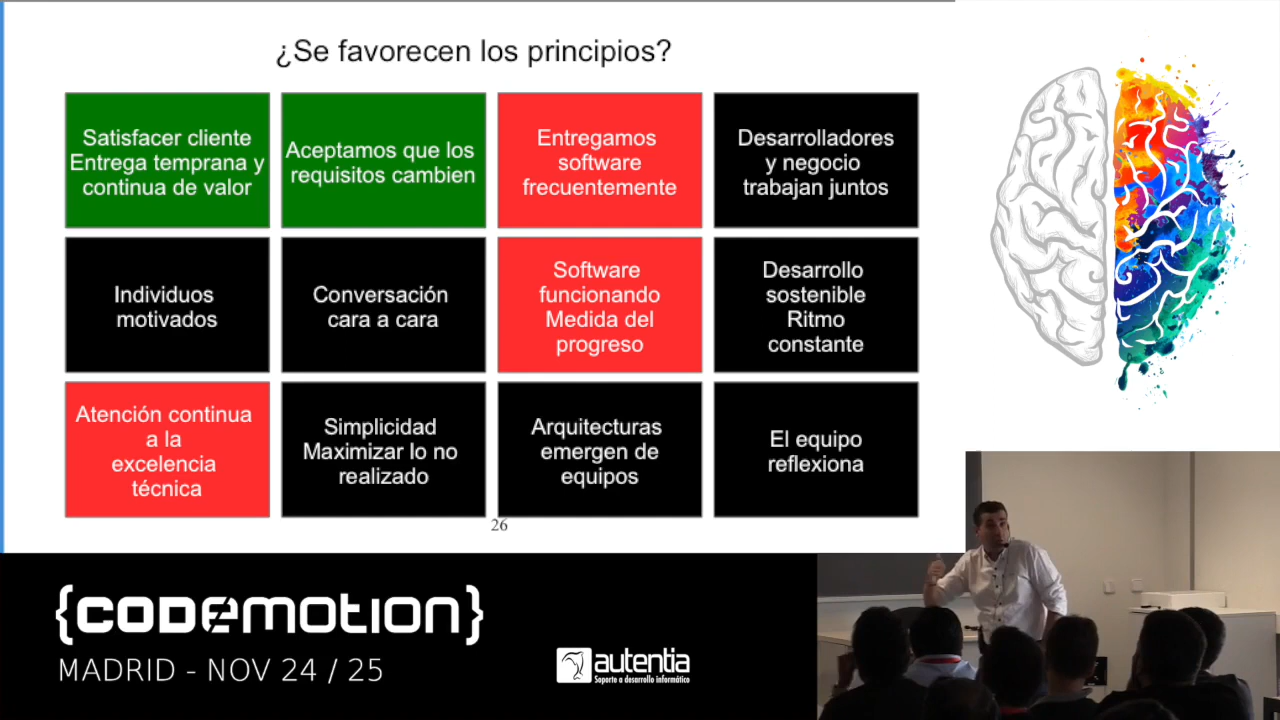 ¿Se favorecen los principios?
Satisfacer cliente
Entrega temprana y
continua de valor
Aceptamos que los
requisitos cambien
Entregamos
software
frecuentemente
Desarrolladores
y negocio
trabajan juntos
Individuos
motivados
Conversación
cara a cara
Software
funcionando
Medida del
progreso
Desarrollo
sostenible
Ritmo
constante
Atención continua
a la
excelencia
técnica
Simplicidad
Maximizar lo no
realizado
Arquitecturas
emergen de
equipos
El equipo
reflexiona
26
{CODEMOTION}
MADRID - NOV 24 / 25
autentia
Soporte a desarrollo informático